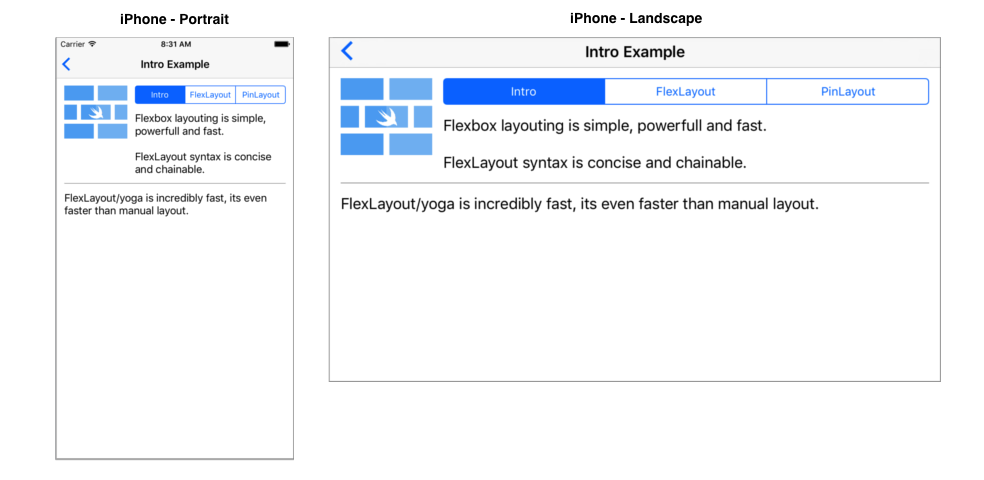 iPhone - Portrait
Carrier 8:31 AM
Intro Example
Intro FlexLayout PinLayout
Flexbox layouting is simple,
powerfull and fast.
FlexLayout syntax is concise
and chainable.
FlexLayout/yoga is incredibly fast, its even
faster than manual layout.
iPhone - Landscape
Intro Example
Intro FlexLayout PinLayout
Flexbox layouting is simple, powerfull and fast.
FlexLayout syntax is concise and chainable.
FlexLayout/yoga is incredibly fast, its even faster than manual layout.